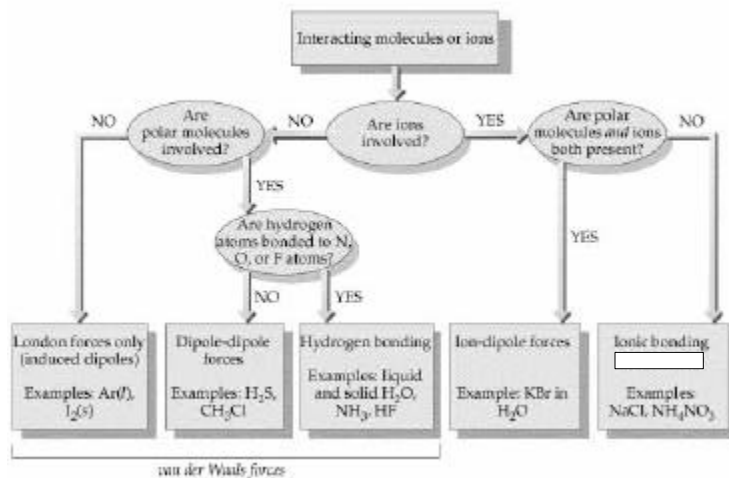 Interacting molecules or ions
NO
Are
polar molecules
involved?
NO
Are ions
involved?
YES
Are polar
molecules and ions
both present?
NO
YES
Are hydrogen
atoms bonded to N,
O, or F atoms?
YES
NO
YES
London forces only
(induced dipoles)
Examples: Ar(l),
I₂(s)
Dipole-dipole
forces
Examples: H₂S,
CH₃Cl
Hydrogen bonding
Examples: liquid
and solid H₂O,
NH₃, HF
Ion-dipole forces
Example: KBr in
H₂O
Ionic bonding
Examples:
NaCl, NH₄NO₃
van der Waals forces